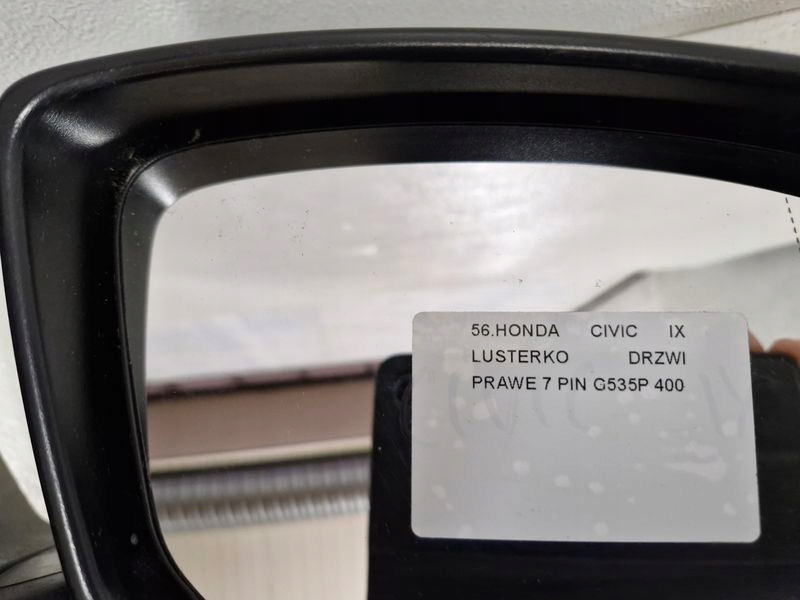 56.HONDA CIVIC IX
LUSTERKO DRZWI
PRAWE 7 PIN G535P 400